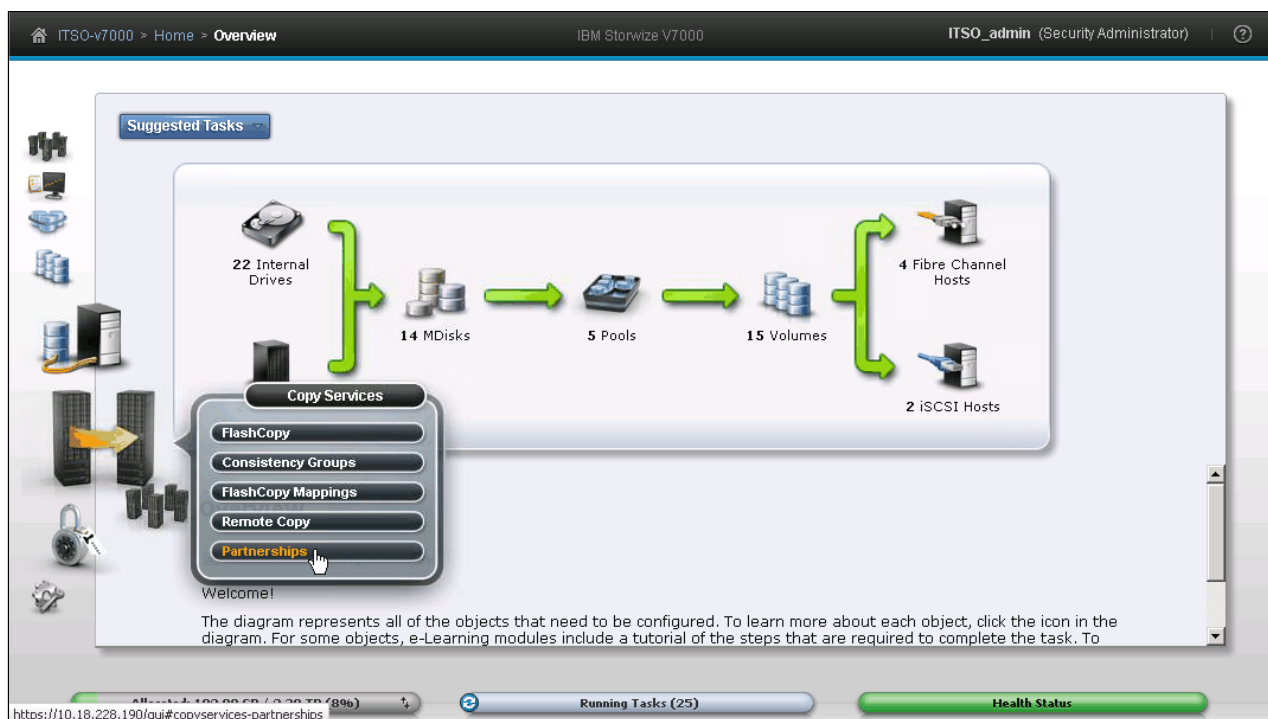 ITSO-v7000 > Home > Overview
IBM Storwize V7000
ITSO_admin (Security Administrator)
?
Suggested Tasks
22 Internal
Drives
14 MDisks
5 Pools
15 Volumes
4 Fibre Channel
Hosts
2 iSCSI Hosts
Copy Services
FlashCopy
Consistency Groups
FlashCopy Mappings
Remote Copy
Partnerships
Overview
Welcome!
The diagram represents all of the objects that need to be configured. To learn more about each object, click the icon in the
diagram. For some objects, e-Learning modules include a tutorial of the steps that are required to complete the task. To
(8%)
Running Tasks (25)
Health Status
https://10.18.228.190/gui#copyservices-partnerships